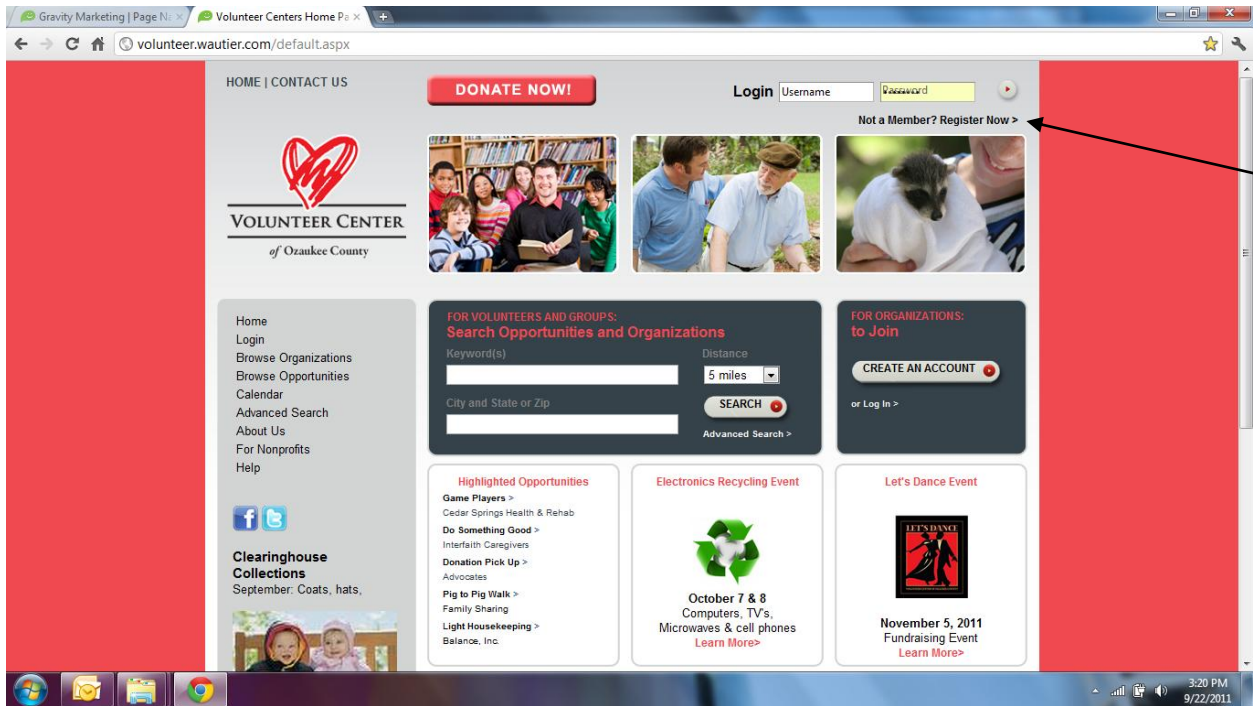 Gravity Marketing | Page Na
Volunteer Centers Home Pa
volunteer.wautier.com/default.aspx
HOME | CONTACT US
DONATE NOW!
Login Username Password
Not a Member? Register Now >
VOLUNTEER CENTER
of Ozaukee County
Home
Login
Browse Organizations
Browse Opportunities
Calendar
Advanced Search
About Us
For Nonprofits
Help
Clearinghouse
Collections
September: Coats, hats,
FOR VOLUNTEERS AND GROUPS:
Search Opportunities and Organizations
Keyword(s) Distance
5 miles
City and State or Zip
SEARCH
Advanced Search >
FOR ORGANIZATIONS:
to Join
CREATE AN ACCOUNT
or Log In >
Highlighted Opportunities
Game Players >
Cedar Springs Health & Rehab
Do Something Good >
Interfaith Caregivers
Donation Pick Up >
Advocates
Pig to Pig Walk >
Family Sharing
Light Housekeeping >
Balance, Inc.
Electronics Recycling Event
October 7 & 8
Computers, TV's,
Microwaves & cell phones
Learn More>
Let's Dance Event
LET'S DANCE
November 5, 2011
Fundraising Event
Learn More>
3:20 PM
9/22/2011